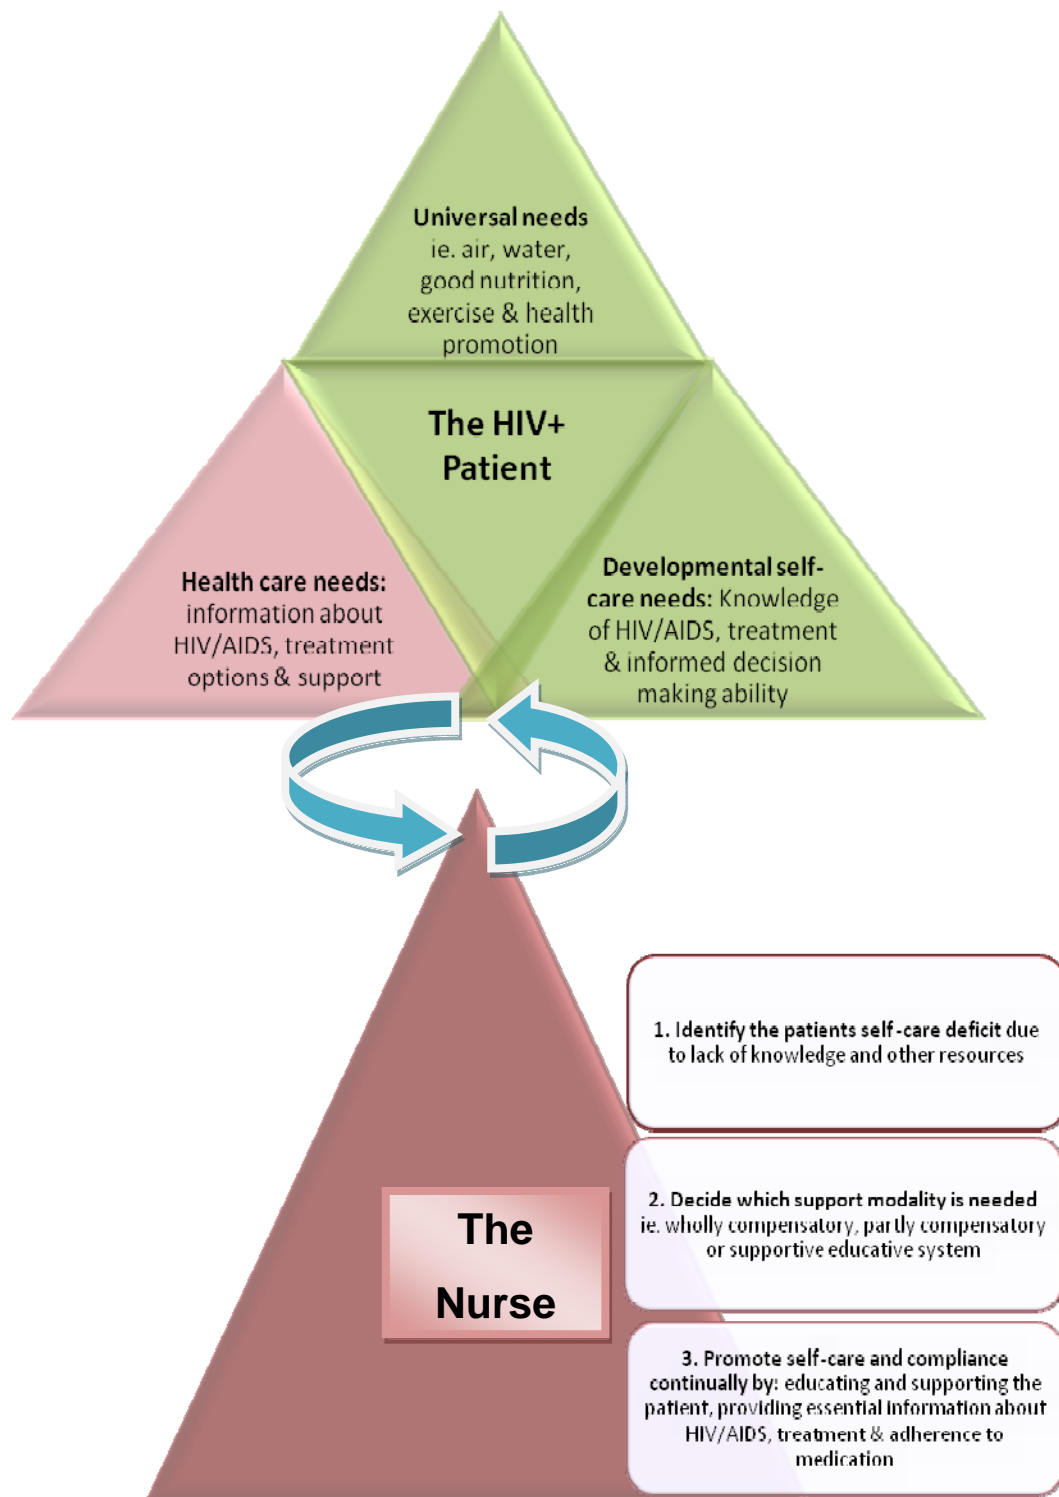 Universal needs
ie. air, water,
good nutrition,
exercise & health
promotion
The HIV+
Patient
Health care needs:
information about
HIV/AIDS, treatment
options & support
Developmental self-
care needs: Knowledge
of HIV/AIDS, treatment
& informed decision
making ability
1. Identify the patients self-care deficit due
to lack of knowledge and other resources
2. Decide which support modality is needed
ie. wholly compensatory, partly compensatory
or supportive educative system
The
Nurse
3. Promote self-care and compliance
continually by: educating and supporting the
patient, providing essential information about
HIV/AIDS, treatment & adherence to
medication